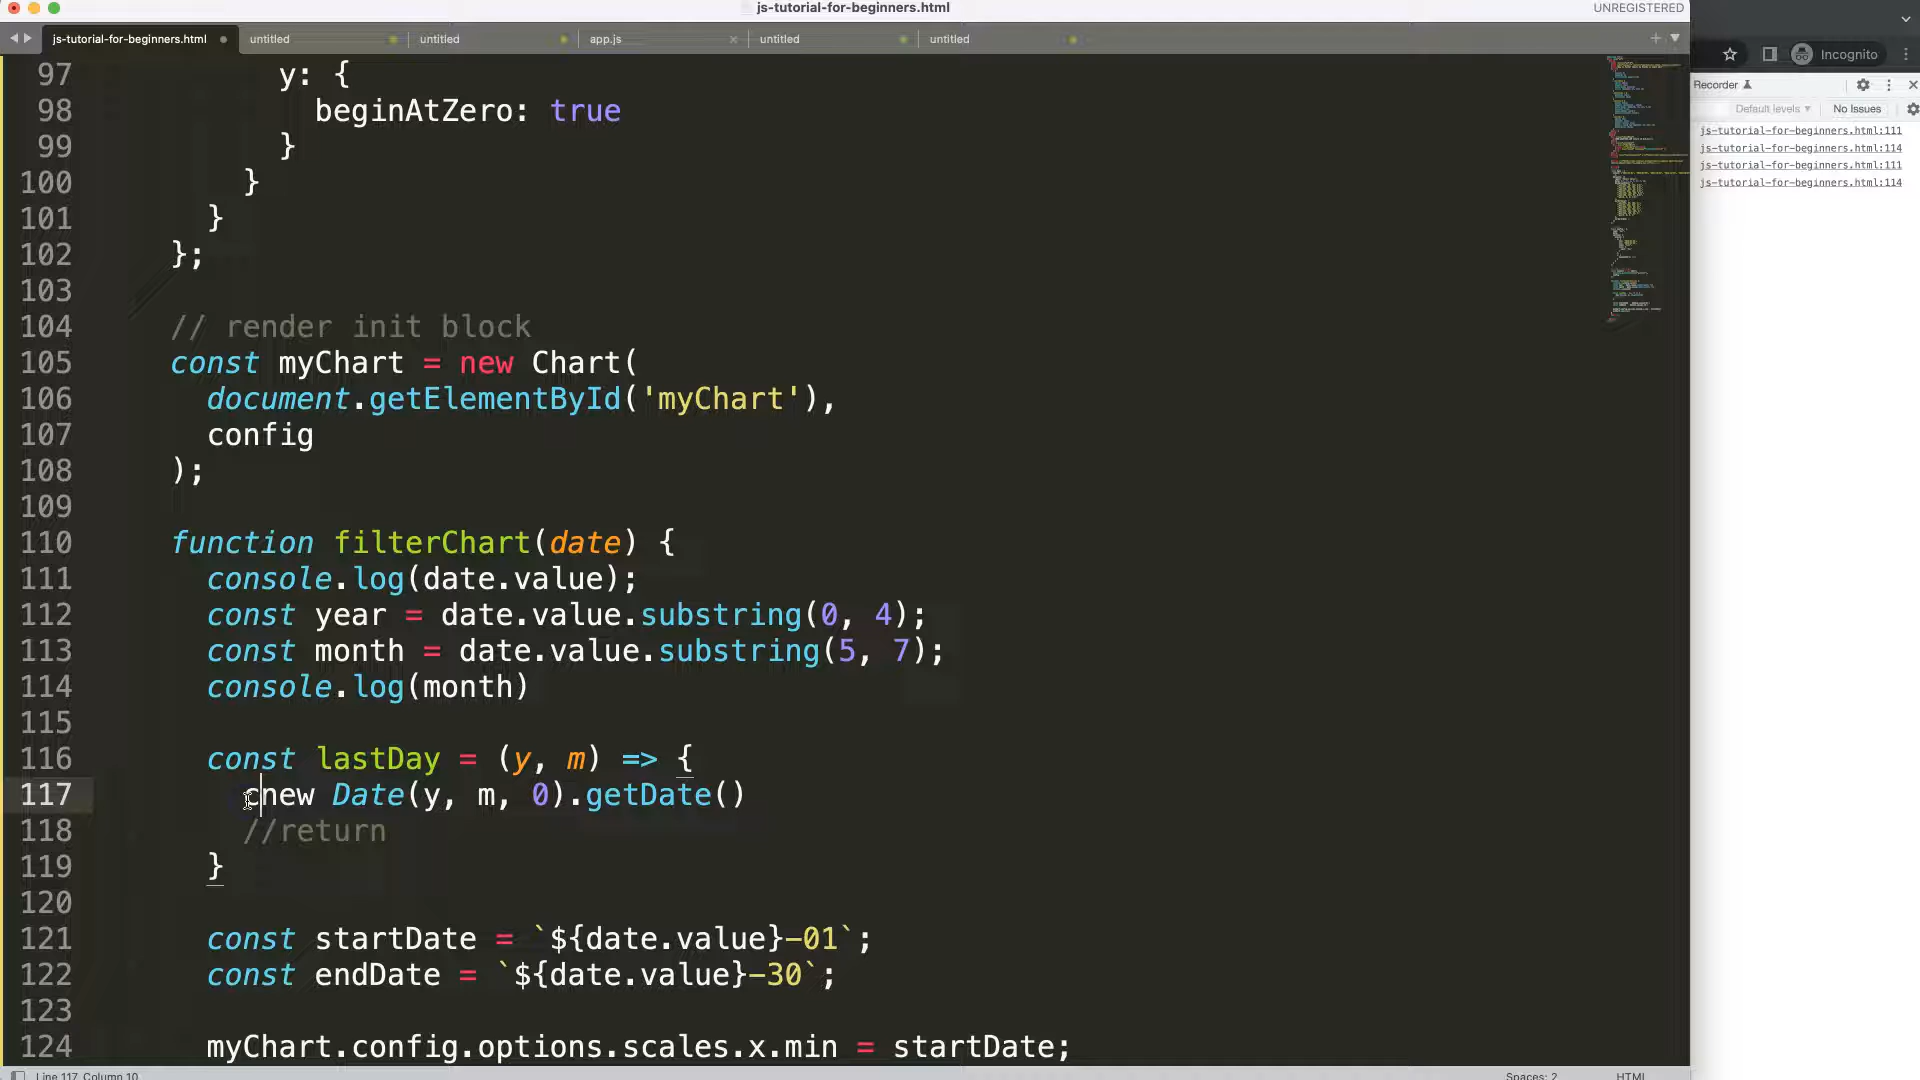 js-tutorial-for-beginners.html
UNREGISTERED
js-tutorial-for-beginners.html untitled untitled app.js untitled untitled
Incognito
Recorder
Default levels No Issues
js-tutorial-for-beginners.html:111
js-tutorial-for-beginners.html:114
js-tutorial-for-beginners.html:111
js-tutorial-for-beginners.html:114
97 y: {
98 beginAtZero: true
99 }
100 }
101 }
102 };
103
104 // render init block
105 const myChart = new Chart(
106 document.getElementById('myChart'),
107 config
108 );
109
110 function filterChart(date) {
111 console.log(date.value);
112 const year = date.value.substring(0, 4);
113 const month = date.value.substring(5, 7);
114 console.log(month)
115
116 const lastDay = (y, m) => {
117 cnew Date(y, m, 0).getDate()
118 //return
119 }
120
121 const startDate = `${date.value}-01`;
122 const endDate = `${date.value}-30`;
123
124 myChart.config.options.scales.x.min = startDate;
Line 117, Column 10
Spaces: 2
HTML